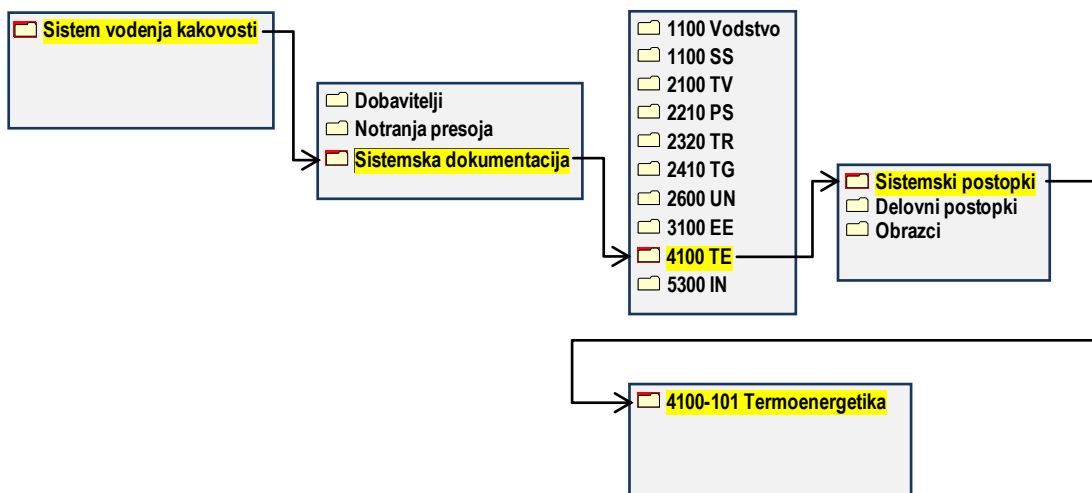 Sistem vodenja kakovosti
Dobavitelji
Notranja presoja
Sistemska dokumentacija
1100 Vodstvo
1100 SS
2100 TV
2210 PS
2320 TR
2410 TG
2600 UN
3100 EE
4100 TE
5300 IN
Sistemski postopki
Delovni postopki
Obrazci
4100-101 Termoenergetika